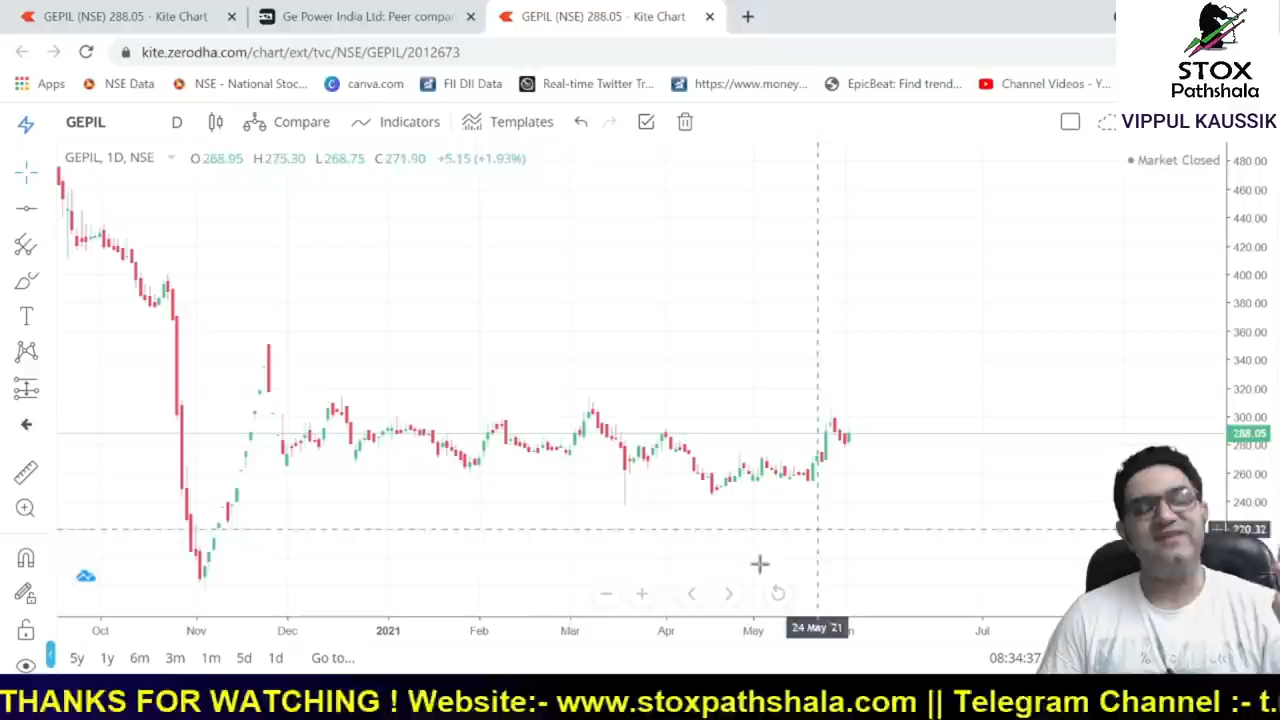 GEPIL (NSE) 288.05 - Kite Chart
Ge Power India Ltd: Peer compar
GEPIL (NSE) 288.05 - Kite Chart
kite.zerodha.com/chart/ext/tvc/NSE/GEPIL/2012673
Apps NSE Data NSE - National Stoc... canva.com FII DII Data Real-time Twitter Tr... https://www.money... EpicBeat: Find trend... Channel Videos - Y...
STOX
Pathshala
VIPPUL KAUSSIK
GEPIL D Compare Indicators Templates
GEPIL, 1D, NSE O268.95 H275.30 L268.75 C271.90 +5.15 (+1.93%)
Market Closed
480.00
460.00
440.00
420.00
400.00
380.00
360.00
340.00
320.00
300.00
288.05
280.00
260.00
240.00
Oct Nov Dec 2021 Feb Mar Apr May 24 May '21 Jul
5y 1y 6m 3m 1m 5d 1d Go to... 08:34:37
THANKS FOR WATCHING ! Website:- www.stoxpathshala.com || Telegram Channel :- t.